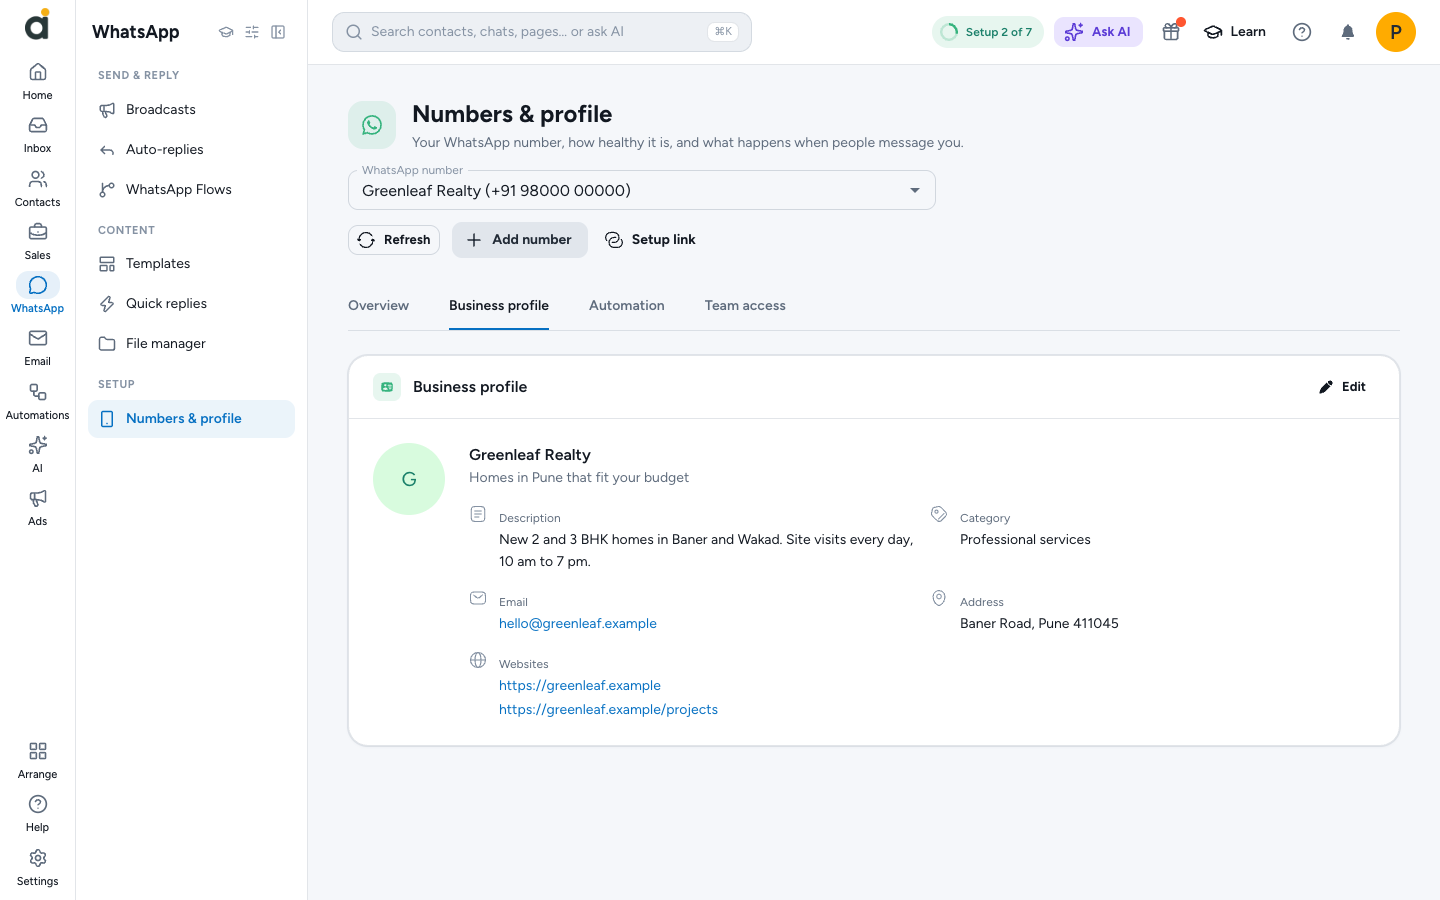 WhatsApp
Search contacts, chats, pages... or ask AI
⌘K
Setup 2 of 7
Ask AI
Learn
P
Home
Inbox
Contacts
Sales
WhatsApp
Email
Automations
AI
Ads
Arrange
Help
Settings
SEND & REPLY
Broadcasts
Auto-replies
WhatsApp Flows
CONTENT
Templates
Quick replies
File manager
SETUP
Numbers & profile
Numbers & profile
Your WhatsApp number, how healthy it is, and what happens when people message you.
WhatsApp number
Greenleaf Realty (+91 98000 00000)
Refresh
Add number
Setup link
Overview
Business profile
Automation
Team access
Business profile
Edit
G
Greenleaf Realty
Homes in Pune that fit your budget
Description
New 2 and 3 BHK homes in Baner and Wakad. Site visits every day,
10 am to 7 pm.
Category
Professional services
Email
hello@greenleaf.example
Address
Baner Road, Pune 411045
Websites
https://greenleaf.example
https://greenleaf.example/projects